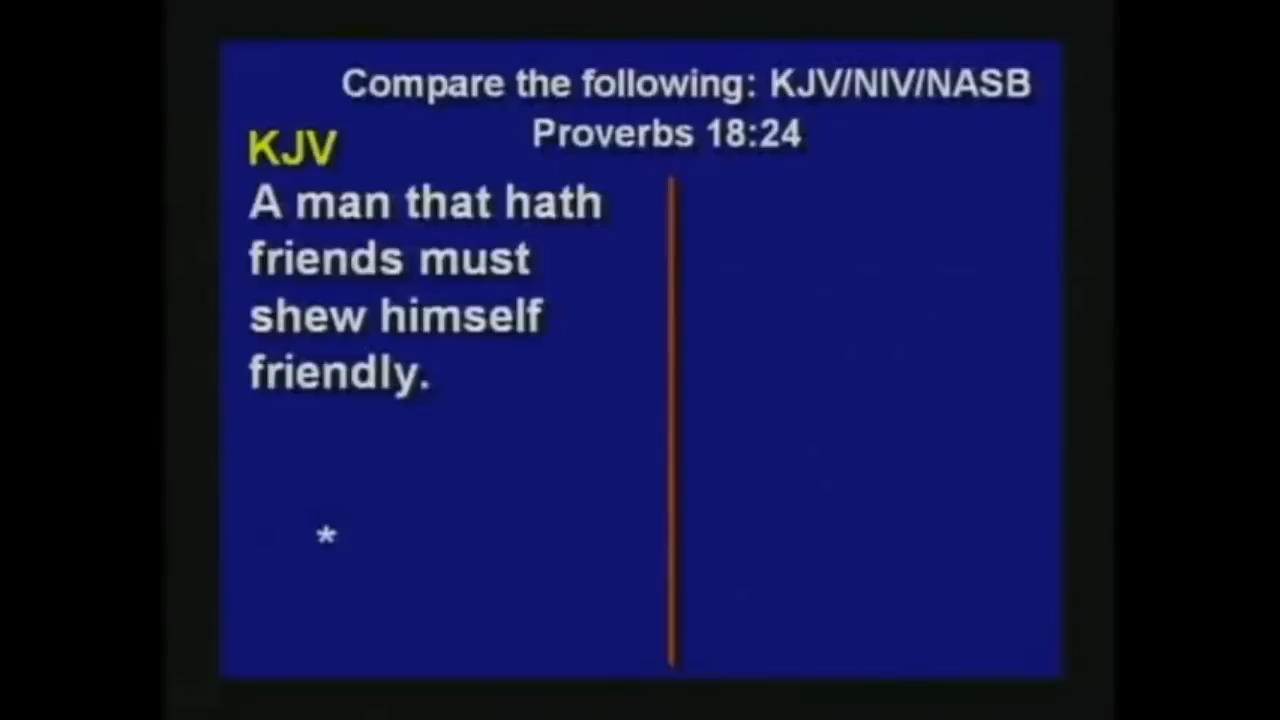 Compare the following: KJV/NIV/NASB
Proverbs 18:24
KJV
A man that hath
friends must
shew himself
friendly.
*